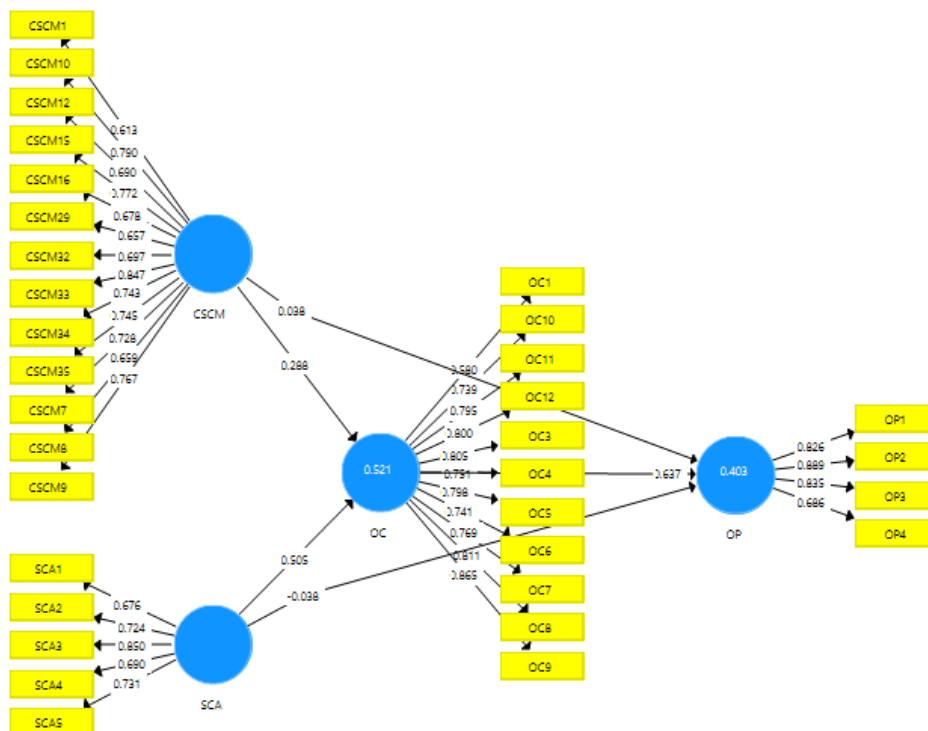 CSCM1
CSCM10
CSCM12
CSCM15
CSCM16
CSCM29
CSCM32
CSCM33
CSCM34
CSCM35
CSCM7
CSCM8
CSCM9
0.613
0.790
0.690
0.772
0.678
0.657
0.697
0.847
0.743
0.745
0.728
0.659
0.767
CSCM
0.038
0.288
SCA1
SCA2
SCA3
SCA4
SCA5
0.676
0.724
0.850
0.690
0.731
SCA
0.505
-0.038
0.521
OC
0.580
0.739
0.795
0.800
0.805
0.751
0.798
0.741
0.769
0.811
0.865
OC1
OC10
OC11
OC12
OC3
OC4
OC5
OC6
OC7
OC8
OC9
0.637
0.403
OP
0.826
0.889
0.835
0.686
OP1
OP2
OP3
OP4